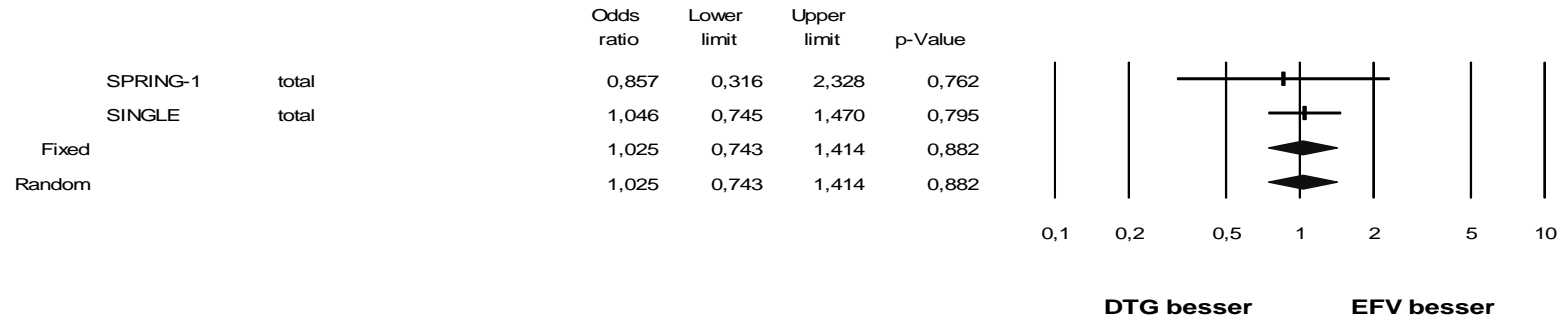 Odds Lower Upper
ratio limit limit p-Value
SPRING-1 total 0,857 0,316 2,328 0,762
SINGLE total 1,046 0,745 1,470 0,795
Fixed 1,025 0,743 1,414 0,882
Random 1,025 0,743 1,414 0,882
0,1 0,2 0,5 1 2 5 10
DTG besser EFV besser